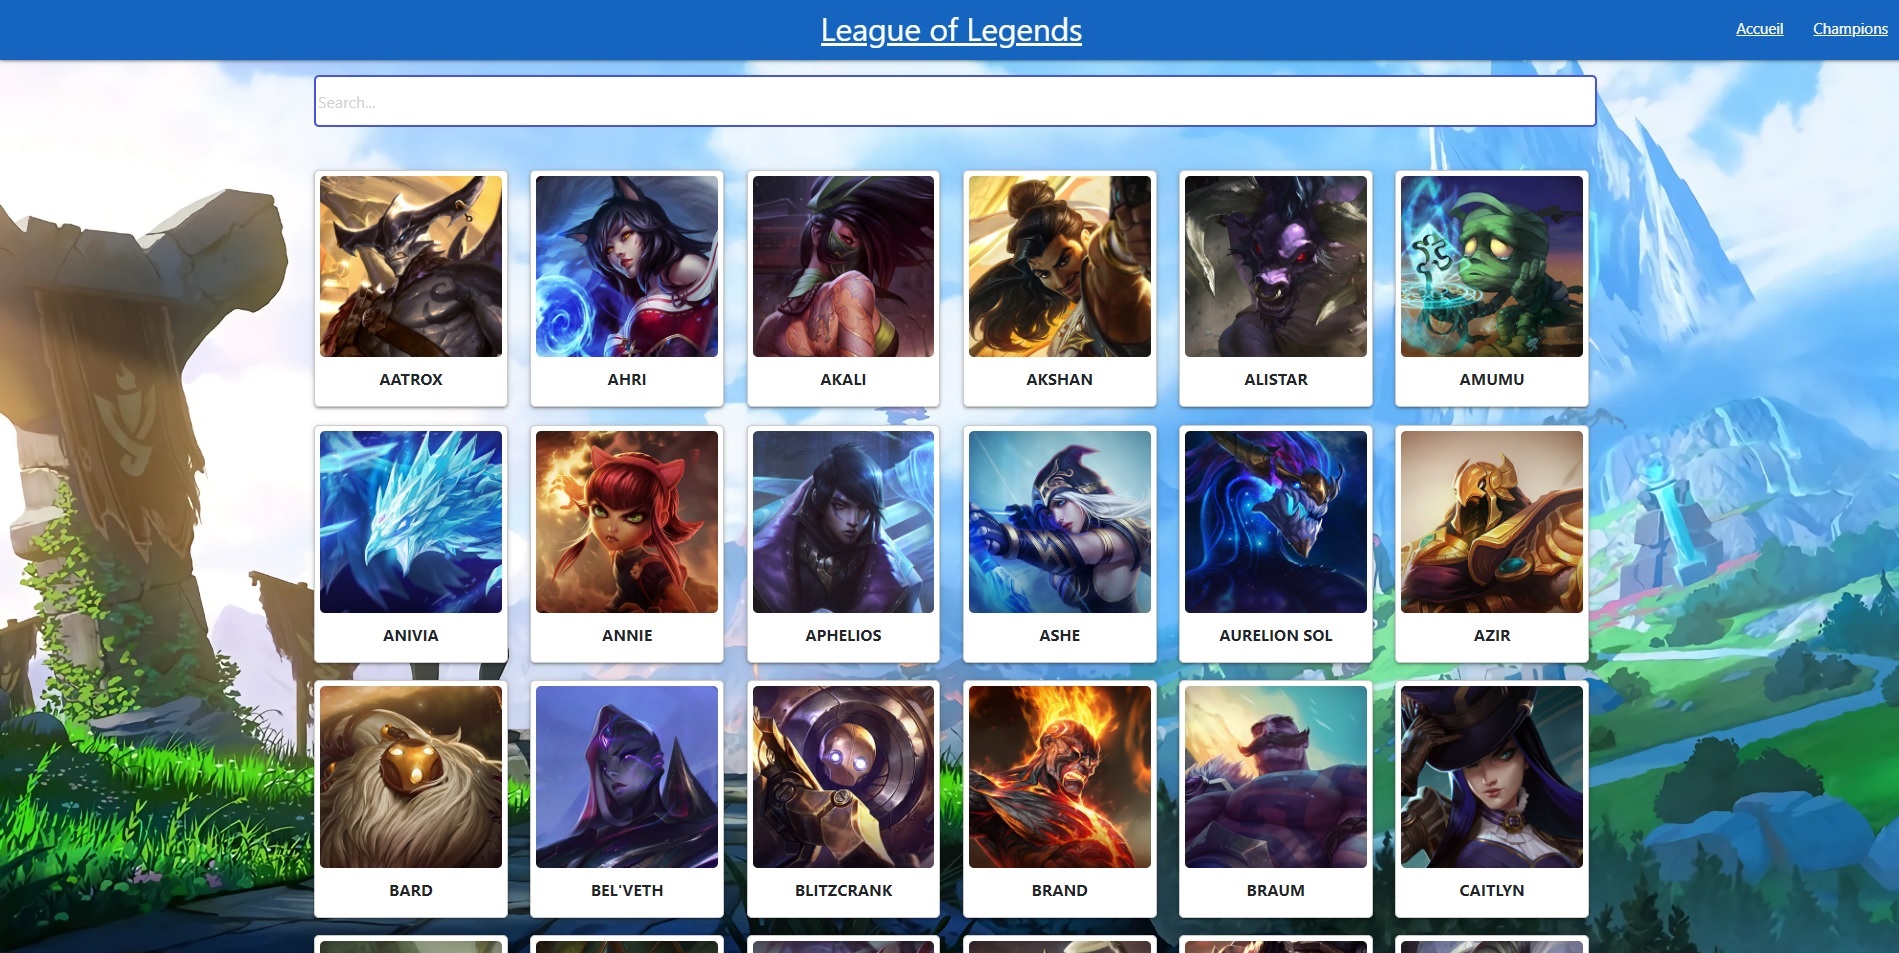 League of Legends
Accueil Champions
Search...
AATROX AHRI AKALI AKSHAN ALISTAR AMUMU
ANIVIA ANNIE APHELIOS ASHE AURELION SOL AZIR
BARD BEL'VETH BLITZCRANK BRAND BRAUM CAITLYN